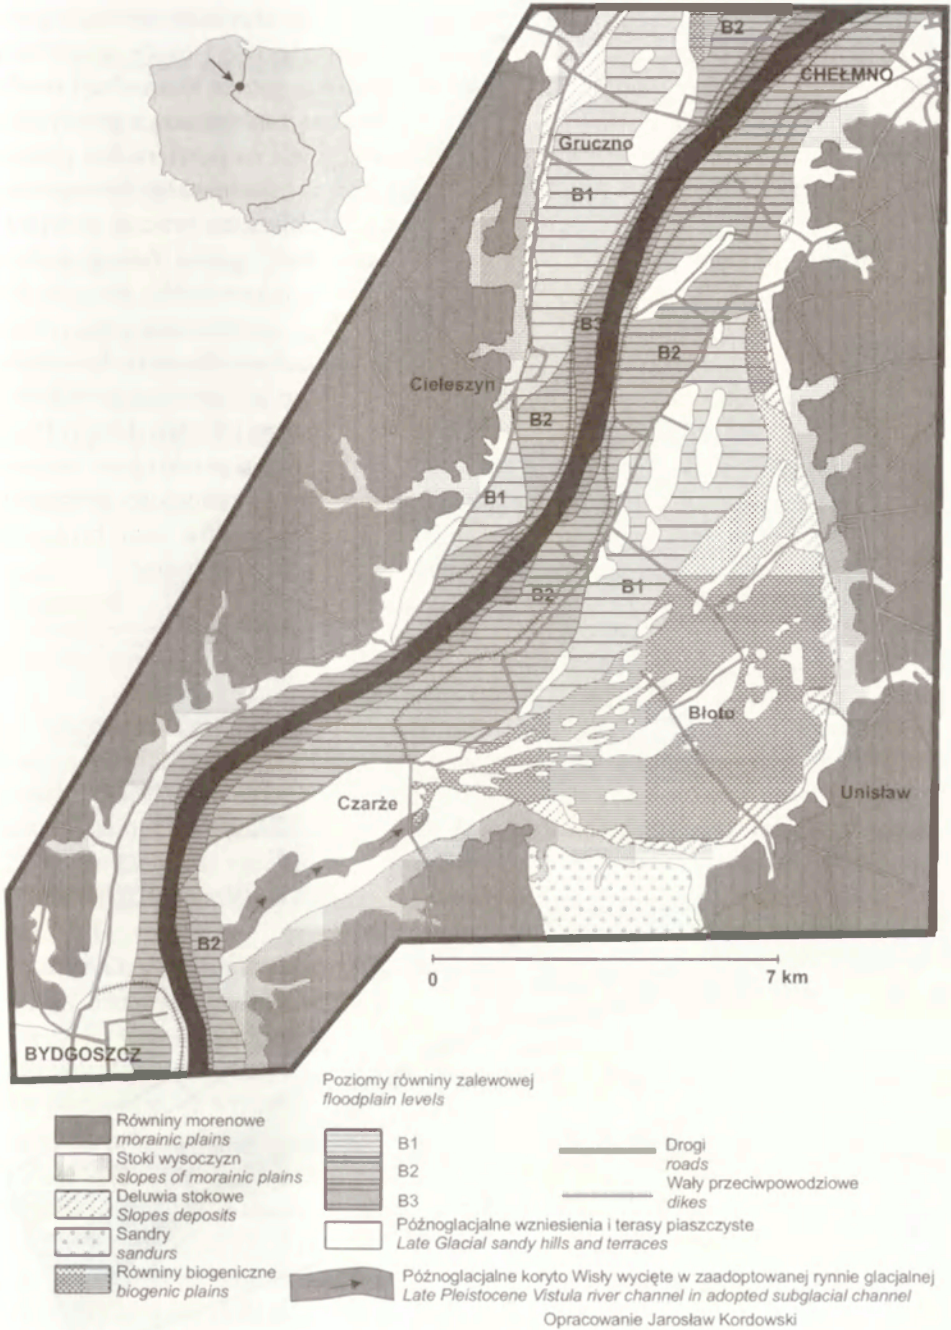 B2
CHEŁMNO
Gruczno
B1
B3
B2
Cieleszyn
B2
B1
B2
B1
Błoto
Czarże
Unisław
B2
0
7 km
BYDGOSZCZ
Poziomy równiny zalewowej
floodplain levels
Równiny morenowe
morainic plains
Stoki wysoczyzn
slopes of morainic plains
Deluwia stokowe
Slopes deposits
Sandry
sandurs
Równiny biogeniczne
biogenic plains
B1
B2
B3
Drogi
roads
Wały przeciwpowodziowe
dikes
Późnoglacjalne wzniesienia i terasy piaszczyste
Late Glacial sandy hills and terraces
Późnoglacjalne koryto Wisły wycięte w zaadoptowanej rynnie glacjalnej
Late Pleistocene Vistula river channel in adopted subglacial channel
Opracowanie Jarosław Kordowski